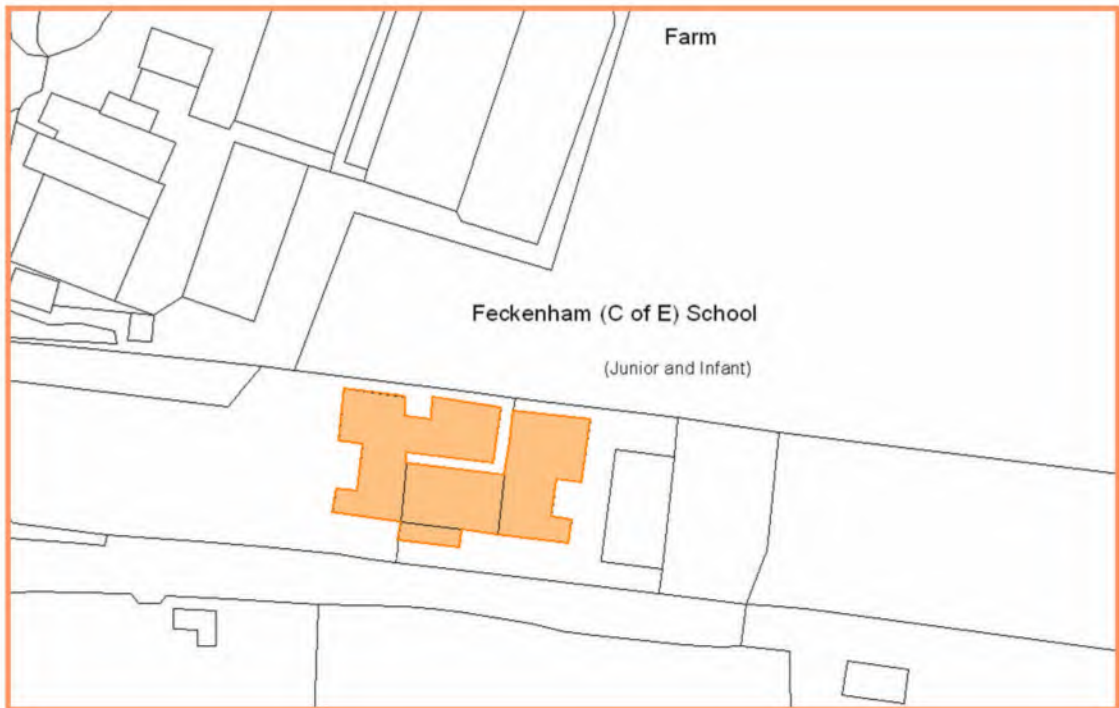 Farm
Feckenham (C of E) School
(Junior and Infant)